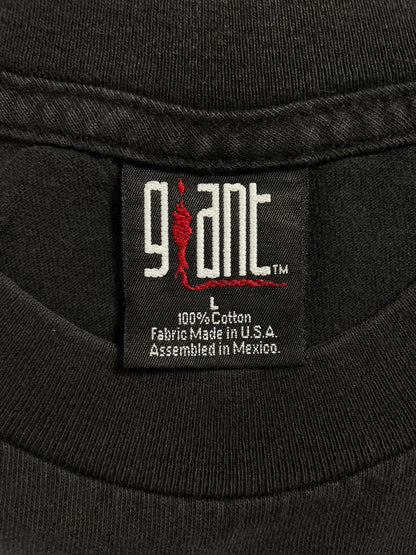 giant™
L
100% Cotton
Fabric Made in U.S.A.
Assembled in Mexico.